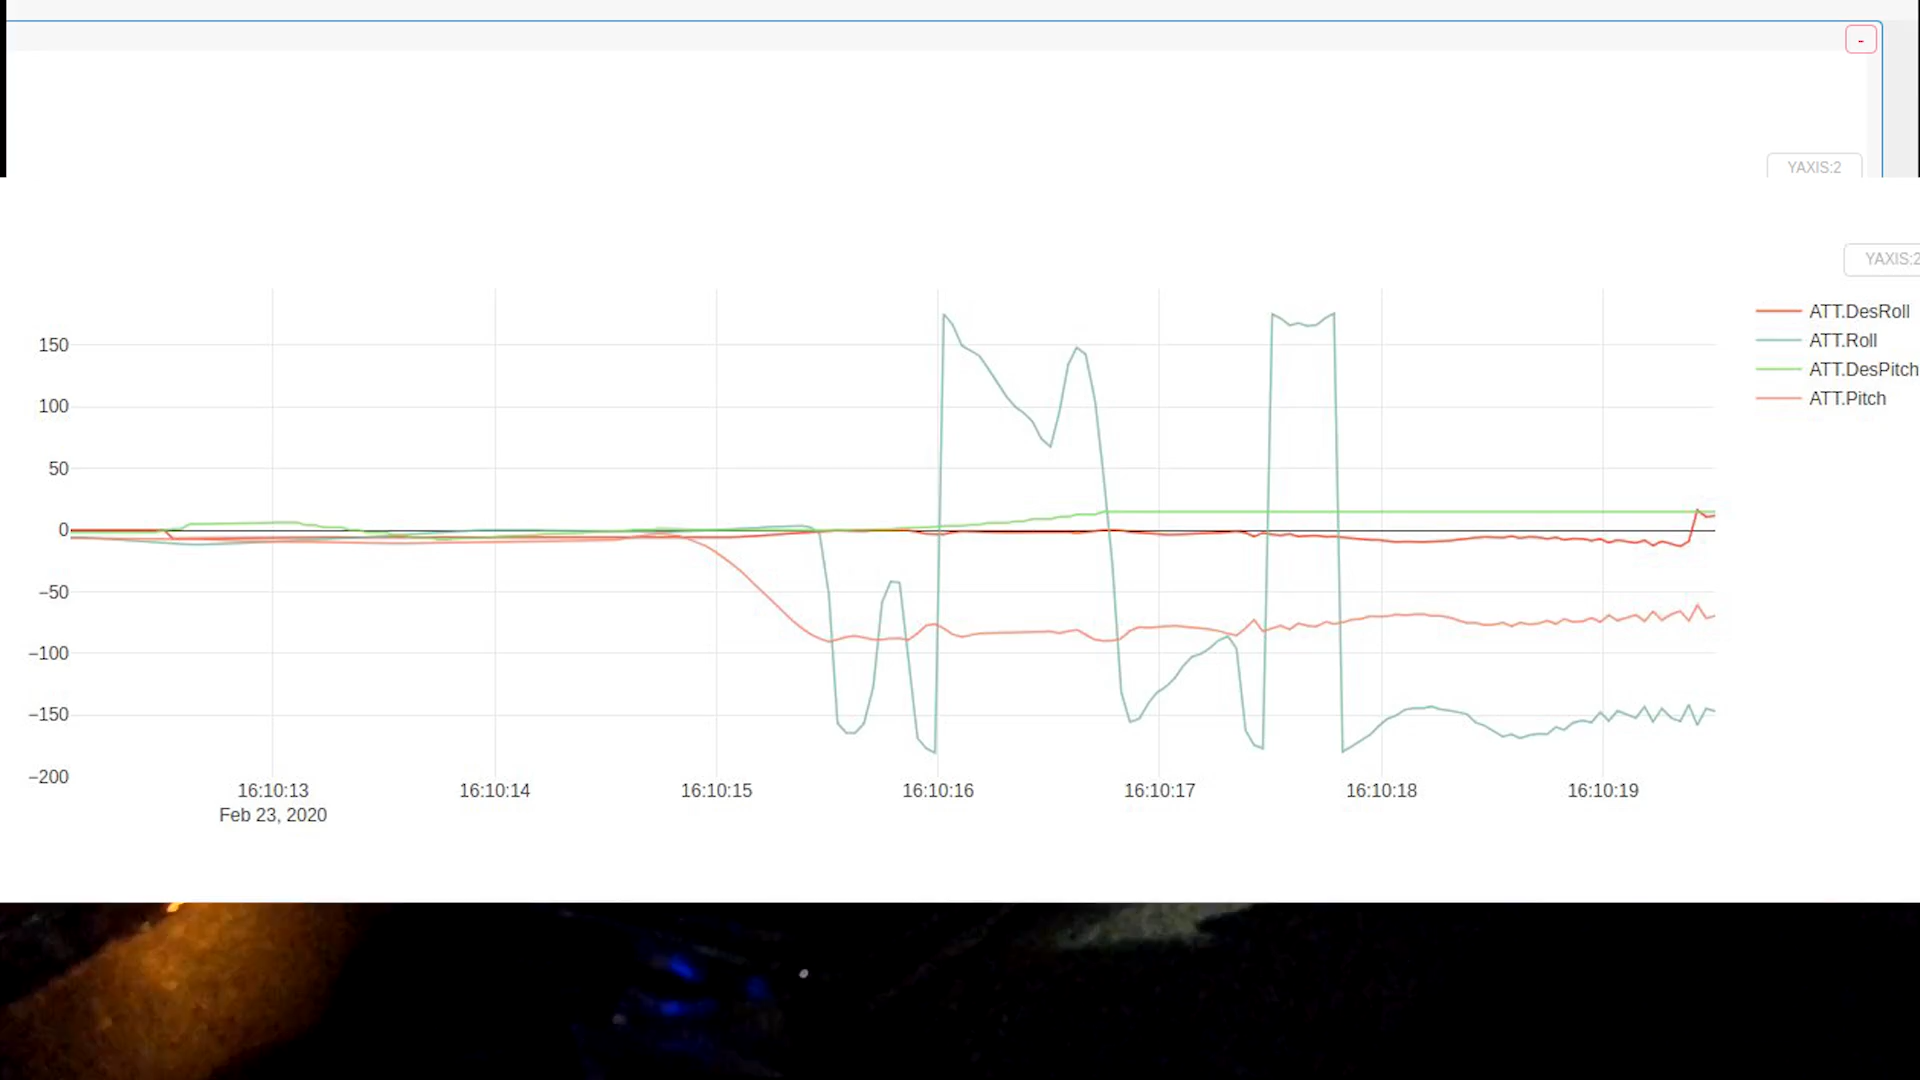 -
YAXIS:2
YAXIS:2
ATT.DesRoll
ATT.Roll
ATT.DesPitch
ATT.Pitch
150
100
50
0
−50
−100
−150
−200
16:10:13 16:10:14 16:10:15 16:10:16 16:10:17 16:10:18 16:10:19
Feb 23, 2020